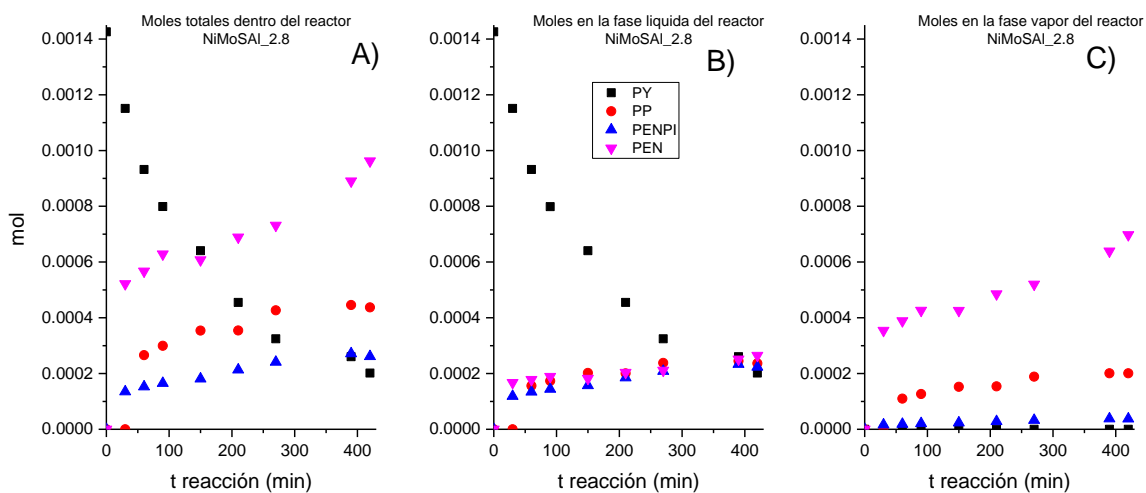 Moles totales dentro del reactor
NiMoSAl_2.8
A)
0.0014
0.0012
0.0010
0.0008
0.0006
0.0004
0.0002
0.0000
mol
0
100
200
300
400
t reacción (min)
Moles en la fase liquida del reactor
NiMoSAl_2.8
B)
PY
PP
PENPI
PEN
0.0014
0.0012
0.0010
0.0008
0.0006
0.0004
0.0002
0.0000
0
100
200
300
400
t reacción (min)
Moles en la fase vapor del reactor
NiMoSAl_2.8
C)
0.0014
0.0012
0.0010
0.0008
0.0006
0.0004
0.0002
0.0000
0
100
200
300
400
t reacción (min)